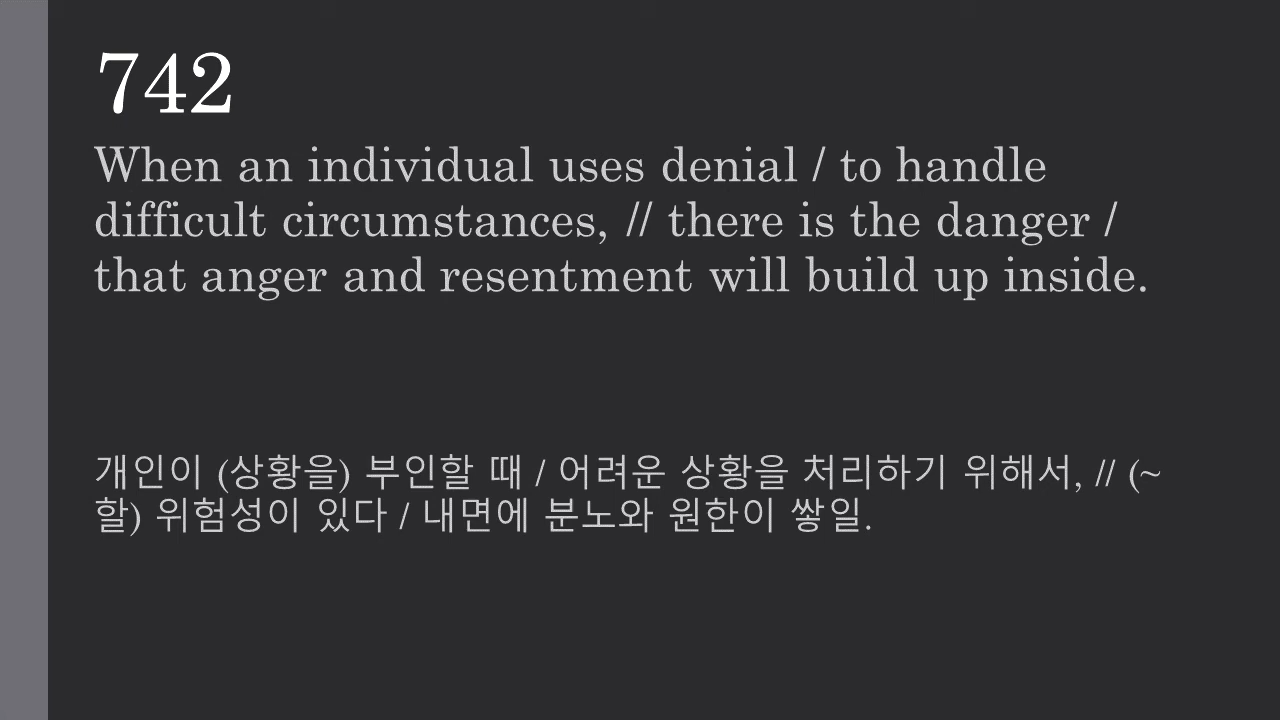 742
When an individual uses denial / to handle
difficult circumstances, // there is the danger /
that anger and resentment will build up inside.
개인이 (상황을) 부인할 때 / 어려운 상황을 처리하기 위해서, // (~
할) 위험성이 있다 / 내면에 분노와 원한이 쌓일.